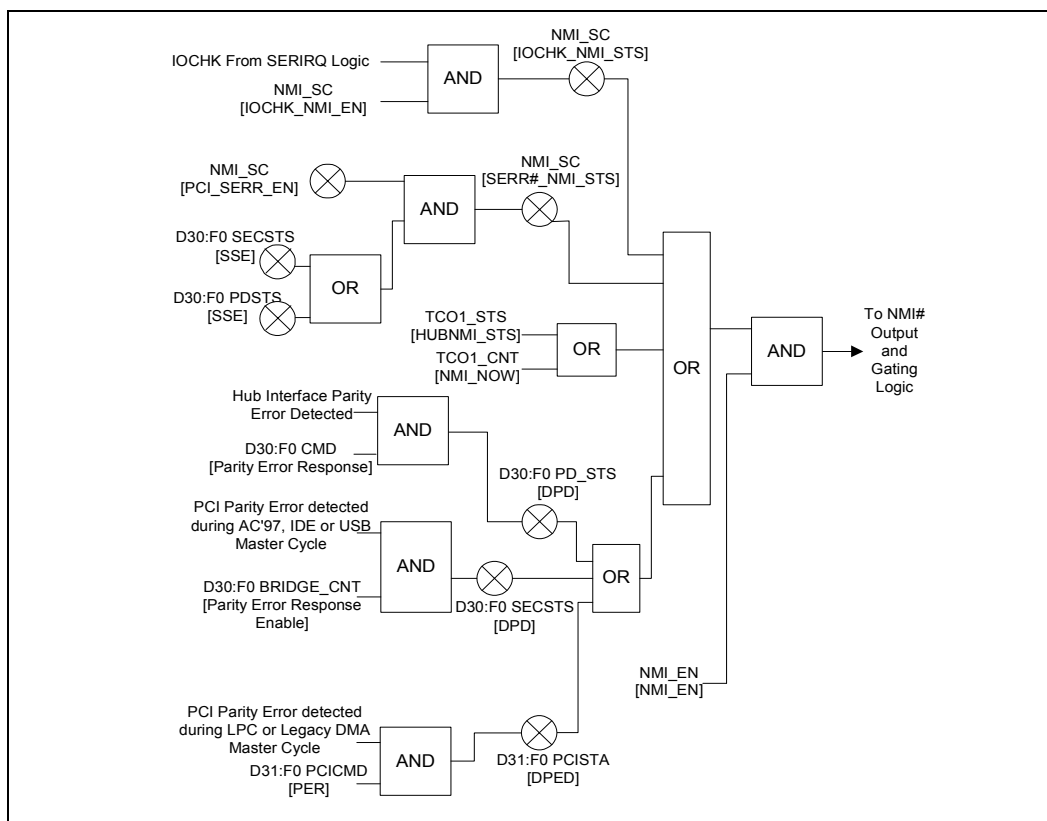 NMI_SC
[IOCHK_NMI_STS]
IOCHK From SERIRQ Logic
AND
NMI_SC
[IOCHK_NMI_EN]
NMI_SC
[PCI_SERR_EN]
NMI_SC
[SERR#_NMI_STS]
AND
D30:F0 SECSTS
[SSE]
OR
D30:F0 PDSTS
[SSE]
TCO1_STS
[HUBNMI_STS]
OR
TCO1_CNT
[NMI_NOW]
OR
AND
To NMI#
Output
and
Gating
Logic
Hub Interface Parity
Error Detected
AND
D30:F0 CMD
[Parity Error Response]
D30:F0 PD_STS
[DPD]
PCI Parity Error detected
during AC'97, IDE or USB
Master Cycle
AND
OR
D30:F0 BRIDGE_CNT
[Parity Error Response
Enable]
D30:F0 SECSTS
[DPD]
NMI_EN
[NMI_EN]
PCI Parity Error detected
during LPC or Legacy DMA
Master Cycle
AND
D31:F0 PCICMD
[PER]
D31:F0 PCISTA
[DPED]